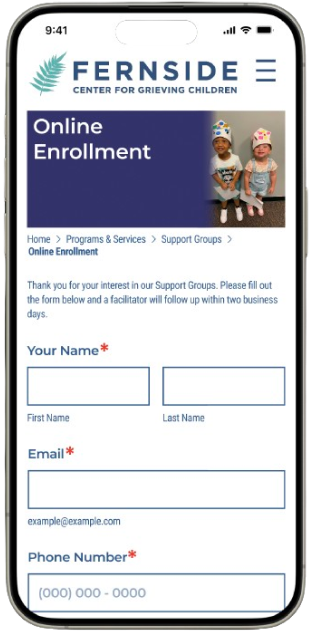 9:41
FERNSIDE
CENTER FOR GRIEVING CHILDREN
Online
Enrollment
Home > Programs & Services > Support Groups >
Online Enrollment
Thank you for your interest in our Support Groups. Please fill out
the form below and a facilitator will follow up within two business
days.
Your Name*
First Name Last Name
Email*
example@example.com
Phone Number*
(000) 000 - 0000